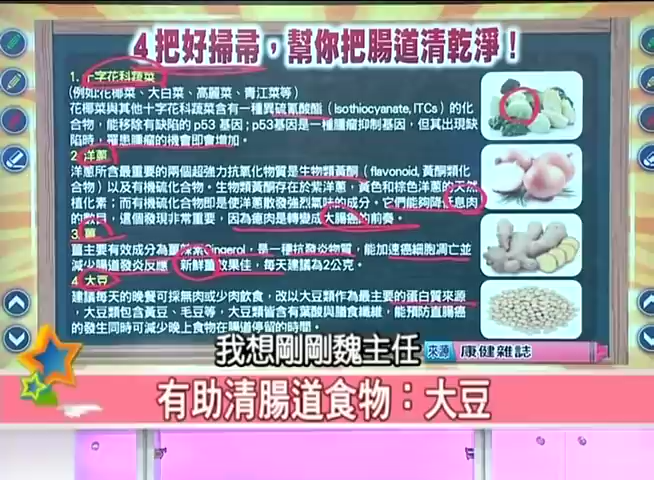 4把好掃帚，幫你把腸道清乾淨！
1. 十字花科蔬菜
(例如花椰菜、大白菜、高麗菜、青江菜等)
花椰菜與其他十字花科蔬菜含有一種異硫氰酸酯 (Isothiocyanate, ITCs) 的化
合物，能移除有缺陷的 p53 基因；p53基因是一種腫瘤抑制基因，但其出現缺
陷時，罹患腫瘤的機會即會增加。
2. 洋蔥
洋蔥所含最重要的兩個超強力抗氧化物質是生物類黃酮 (flavonoid, 黃酮類化
合物) 以及有機硫化合物。生物類黃酮存在於紫洋蔥、黃色和棕色洋蔥的天然
植化素；而有機硫化合物即是使洋蔥散發強烈氣味的成分。它們能夠降低息肉
的數目，這個發現非常重要，因為瘜肉是轉變成大腸癌的前奏。
3. 薑
薑主要有效成分為薑辣素Gingerol，是一種抗發炎物質，能加速癌細胞凋亡並
減少腸道發炎反應，新鮮薑效果佳，每天建議為2公克。
4. 大豆
建議每天的晚餐可採無肉或少肉飲食，改以大豆類作為最主要的蛋白質來源
，大豆類包含黃豆、毛豆等，大豆類皆含有葉酸與膳食纖維，能預防直腸癌
的發生同時可減少晚上食物在腸道停留的時間。
來源 康健雜誌
我想剛剛魏主任
有助清腸道食物：大豆